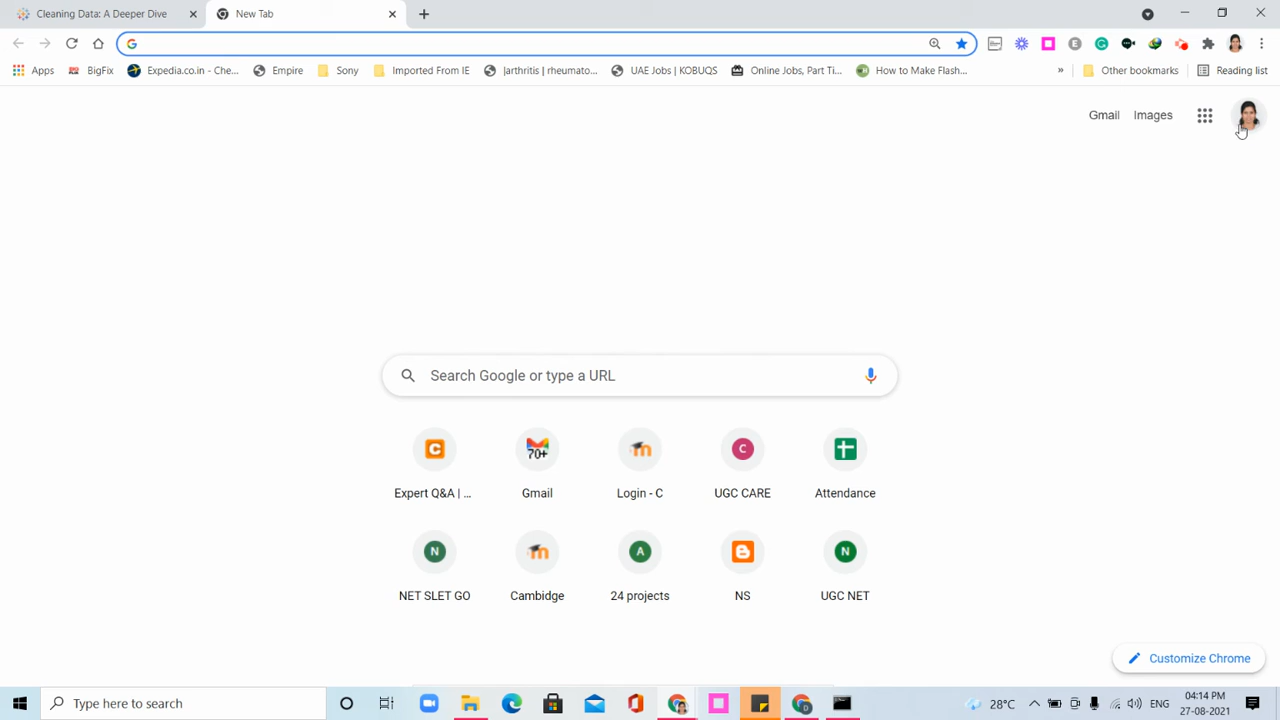 Cleaning Data: A Deeper Dive
New Tab
Apps BigFix Expedia.co.in - Che... Empire Sony Imported From IE |arthritis | rheumato... UAE Jobs | KOBUQS Online Jobs, Part Ti... How to Make Flash... » Other bookmarks Reading list
Gmail Images
Search Google or type a URL
70+
C
Expert Q&A | ... Gmail Login - C UGC CARE Attendance
N A N
NET SLET GO Cambidge 24 projects NS UGC NET
Customize Chrome
Type here to search
28°C ENG 04:14 PM
27-08-2021